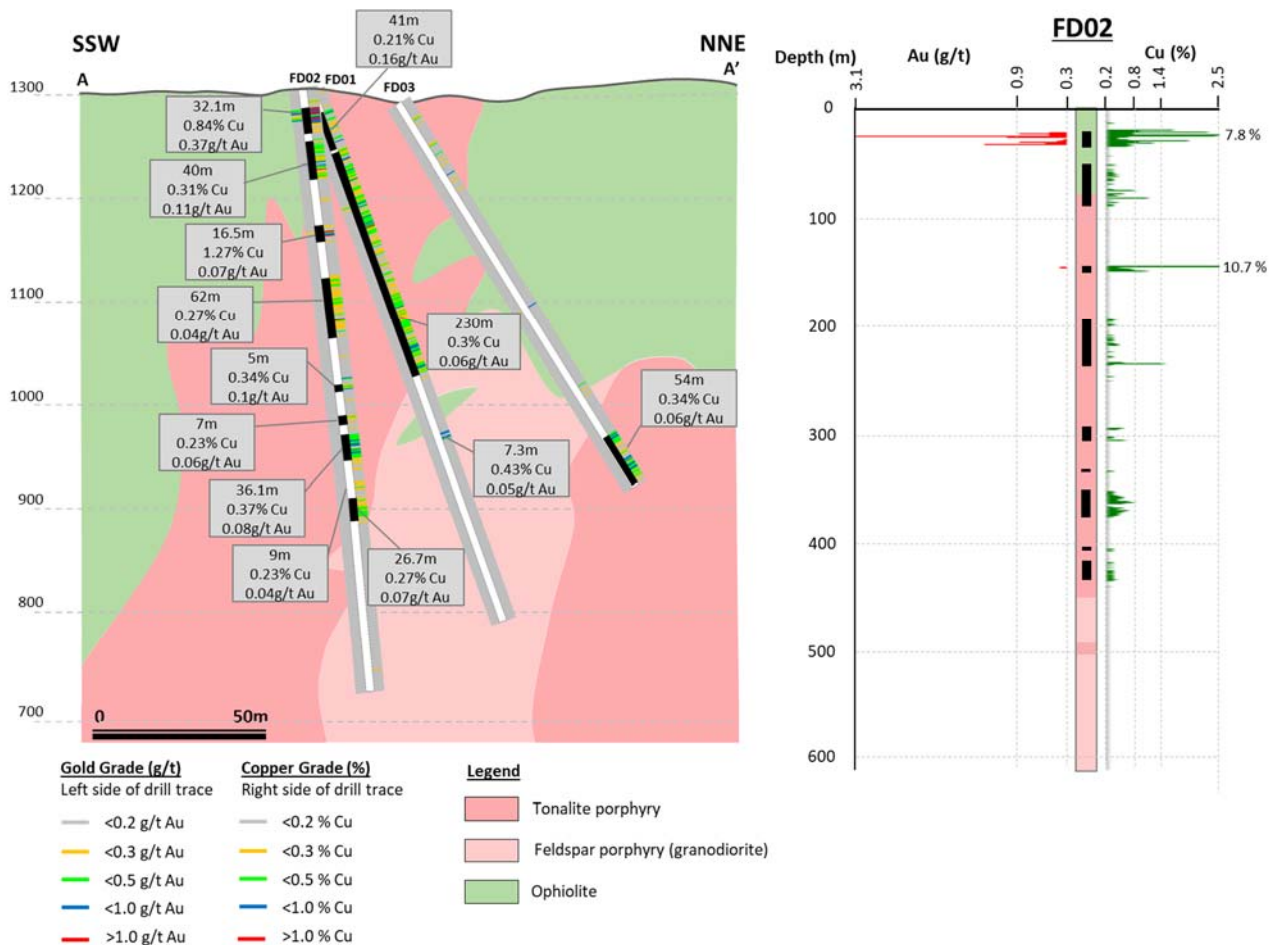 SSW
NNE
A
A'
FD02
FD01
FD03
41m
0.21% Cu
0.16g/t Au
32.1m
0.84% Cu
0.37g/t Au
40m
0.31% Cu
0.11g/t Au
16.5m
1.27% Cu
0.07g/t Au
62m
0.27% Cu
0.04g/t Au
5m
0.34% Cu
0.1g/t Au
7m
0.23% Cu
0.06g/t Au
36.1m
0.37% Cu
0.08g/t Au
9m
0.23% Cu
0.04g/t Au
26.7m
0.27% Cu
0.07g/t Au
230m
0.3% Cu
0.06g/t Au
7.3m
0.43% Cu
0.05g/t Au
54m
0.34% Cu
0.06g/t Au
1300
1200
1100
1000
900
800
700
0 50m
Gold Grade (g/t)
Left side of drill trace
<0.2 g/t Au
<0.3 g/t Au
<0.5 g/t Au
<1.0 g/t Au
>1.0 g/t Au
Copper Grade (%)
Right side of drill trace
<0.2 % Cu
<0.3 % Cu
<0.5 % Cu
<1.0 % Cu
>1.0 % Cu
Legend
Tonalite porphyry
Feldspar porphyry (granodiorite)
Ophiolite
FD02
Depth (m) Au (g/t) Cu (%)
3.1 0.9 0.3 0.2 0.8 1.4 2.5
0
100
200
300
400
500
600
7.8 %
10.7 %